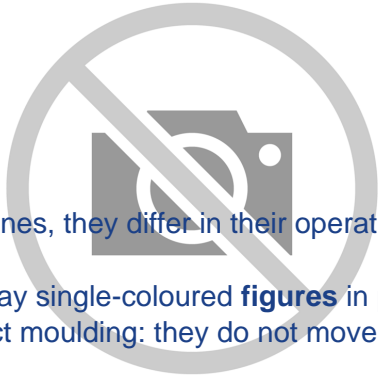 nes, they differ in their operat
ay single-coloured figures in
ct moulding: they do not move